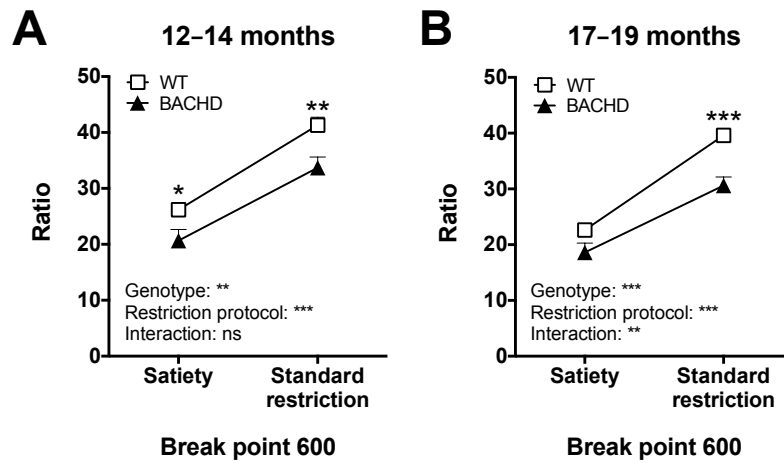 A
12–14 months
50
40
30
20
10
0
Ratio
WT
BACHD
*
**
Genotype: **
Restriction protocol: ***
Interaction: ns
Satiety
Standard
restriction
Break point 600
B
17–19 months
50
40
30
20
10
0
Ratio
WT
BACHD
***
Genotype: ***
Restriction protocol: ***
Interaction: **
Satiety
Standard
restriction
Break point 600